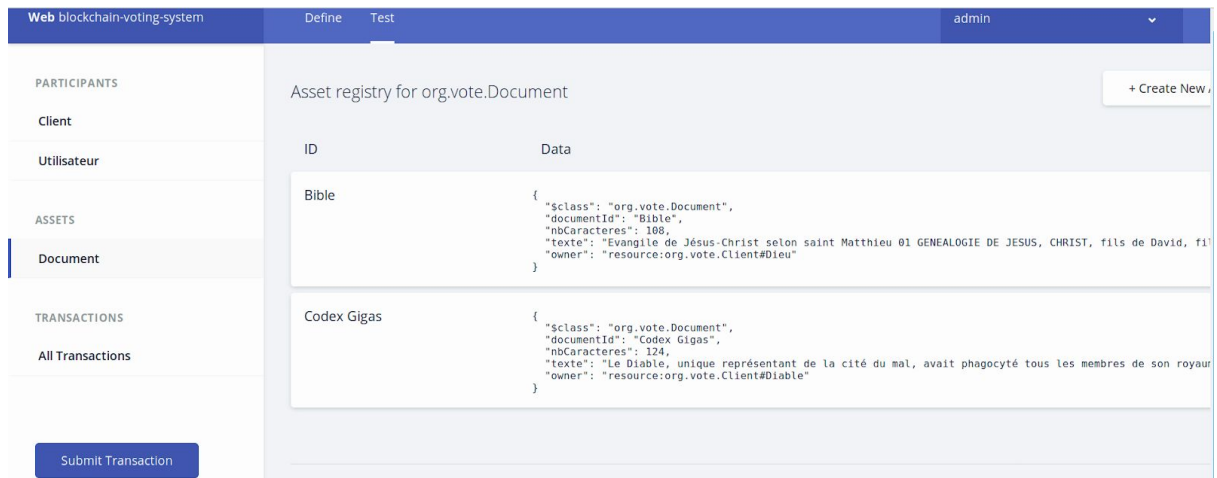 Web blockchain-voting-system Define Test admin
PARTICIPANTS
Client
Utilisateur
ASSETS
Document
TRANSACTIONS
All Transactions
Submit Transaction
Asset registry for org.vote.Document
+ Create New
ID Data
Bible
{
"$class": "org.vote.Document",
"documentId": "Bible",
"nbCaracteres": 108,
"texte": "Evangile de Jésus-Christ selon saint Matthieu 01 GENEALOGIE DE JESUS, CHRIST, fils de David,
"owner": "resource:org.vote.Client#Dieu"
}
Codex Gigas
{
"$class": "org.vote.Document",
"documentId": "Codex Gigas",
"nbCaracteres": 124,
"texte": "Le Diable, unique représentant de la cité du mal, avait phagocyté tous les membres de son
"owner": "resource:org.vote.Client#Diable"
}